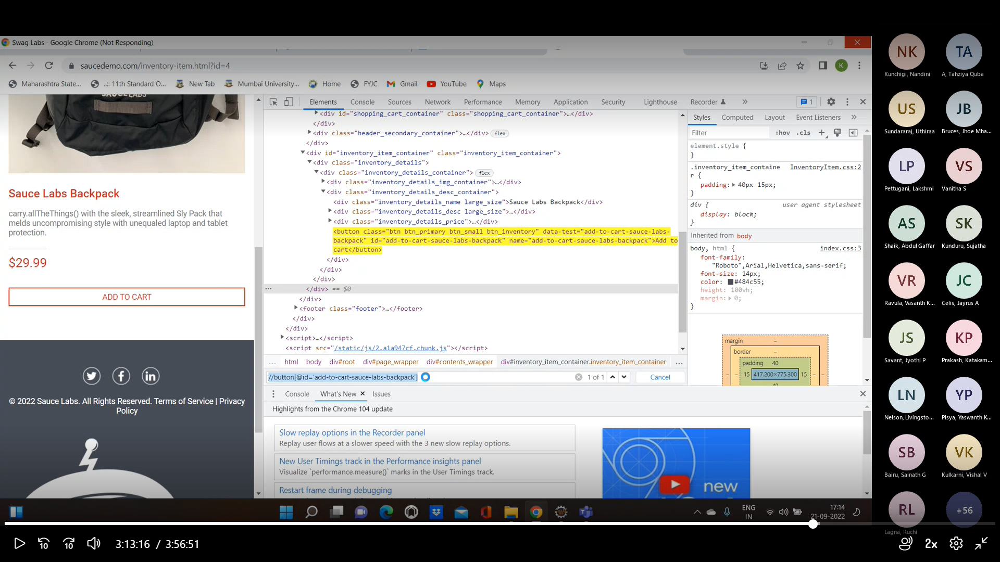 Swag Labs - Google Chrome (Not Responding)
saucedemo.com/inventory-item.html?id=4
K
Maharashtra State...
..:: 11th Standard O...
New Tab
Mumbai University...
Home
FYJC
Gmail
YouTube
Maps
SAUCELABS
Sauce Labs Backpack
carry.allTheThings() with the sleek, streamlined Sly Pack that
melds uncompromising style with unequaled laptop and tablet
protection.
$29.99
ADD TO CART
© 2022 Sauce Labs. All Rights Reserved. Terms of Service | Privacy
Policy
Elements
Console
Sources
Network
Performance
Memory
Application
Security
Lighthouse
Recorder
1
<div id="shopping_cart_container" class="shopping_cart_container">…</div>
</div>
<div class="header_secondary_container">…</div> flex
</div>
<div id="inventory_item_container" class="inventory_item_container">
<div class="inventory_details">
<div class="inventory_details_container"> flex
<div class="inventory_details_img_container">…</div>
<div class="inventory_details_desc_container">
<div class="inventory_details_name large_size">Sauce Labs Backpack</div>
<div class="inventory_details_desc large_size">…</div>
<div class="inventory_details_price">…</div>
<button class="btn btn_primary btn_small btn_inventory" data-test="add-to-cart-sauce-labs-
backpack" id="add-to-cart-sauce-labs-backpack" name="add-to-cart-sauce-labs-backpack">Add to
cart</button>
</div>
</div>
</div>
</div> == $0
</div>
<footer class="footer">…</footer>
</div>
</div>
<script>…</script>
<script src="/static/js/2.a1a947cf.chunk.js"></script>
... html body div#root div#page_wrapper div#contents_wrapper div#inventory_item_container.inventory_item_container ...
//button[@id='add-to-cart-sauce-labs-backpack']
1 of 1
Cancel
Styles
Computed
Layout
Event Listeners
Filter
:hov .cls
element.style {
}
.inventory_item_containe InventoryItem.css:2
r {
padding: 40px 15px;
}
div { user agent stylesheet
display: block;
}
Inherited from body
body, html { index.css:3
font-family:
"Roboto",Arial,Helvetica,sans-serif;
font-size: 14px;
color: #484c55;
height: 100vh;
margin: 0;
}
margin –
border –
padding 40
– – 15 417.200×775.300 15 – –
40
Console
What's New
Issues
Highlights from the Chrome 104 update
Slow replay options in the Recorder panel
Replay user flows at a slower speed with the 3 new slow replay options.
New User Timings track in the Performance insights panel
Visualize `performance.measure()` marks in the User Timings track.
Restart frame during debugging
new
ENG
IN
17:14
21-09-2022
3:13:16 / 3:56:51
10
10
2x
NK
Kunchigi, Nandini
TA
A, Tahziya Quba
US
Sundararaj, Uthiraa
JB
Bruces, Jhoe Mha...
LP
Pettugani, Lakshmi
VS
Vanitha S
AS
Shaik, Abdul Gaffar
SK
Kunduru, Sujatha
VR
Ravula, Vasanth K...
JC
Celis, Jayrus A
JS
Savant, Jyothi P
KP
Prakash, Katakam...
LN
Nelson, Livingsto...
YP
Pisya, Yaswanth K...
SB
Bairu, Sainath G
VK
Kulkarni, Vishal V
RL
Lagna, Ruchi
+56